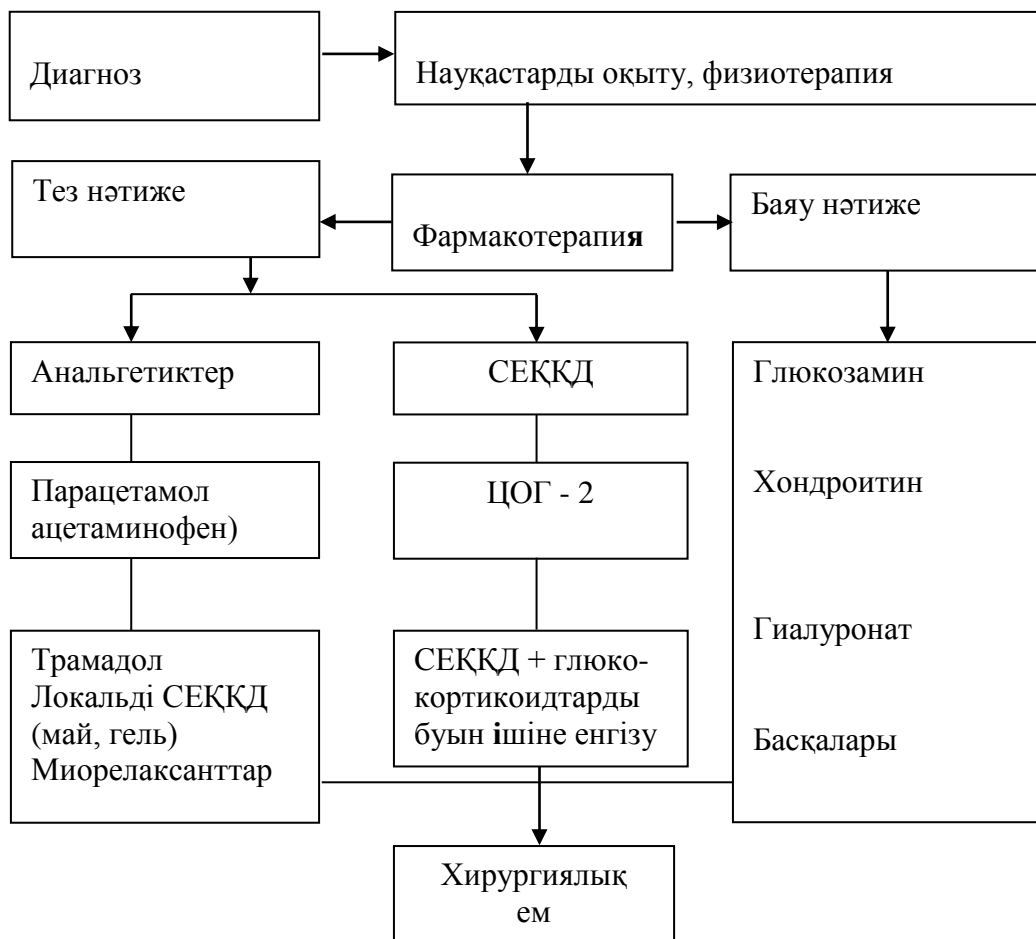 Диагноз
Науқастарды оқыту, физиотерапия
Тез нәтиже
Фармакотерапия
Баяу нәтиже
Анальгетиктер
СЕҚҚД
Глюкозамин
Парацетамол
ацетаминофен)
ЦОГ - 2
Хондроитин
Трамадол
Локальді СЕҚҚД
(май, гель)
Миорелаксанттар
СЕҚҚД + глюко-
кортикоидтарды
буын ішіне енгізу
Гиалуронат
Басқалары
Хирургиялық
ем